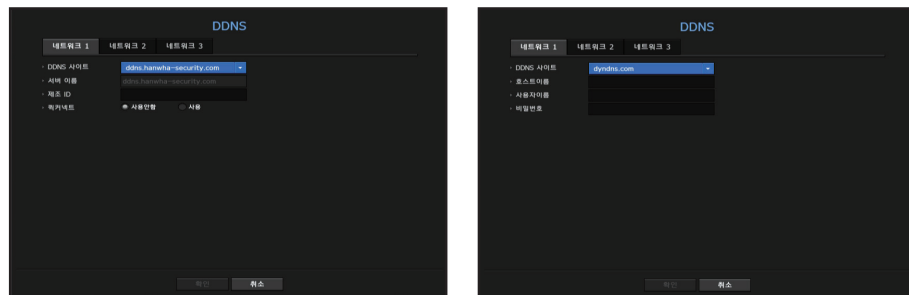 DDNS
네트워크 1 네트워크 2 네트워크 3
· DDNS 사이트 ddns.hanwha-security.com
· 서버 이름 ddns.hanwha-security.com
· 제조 ID
· 퀵커넥트 사용안함 사용
확인 취소
DDNS
네트워크 1 네트워크 2 네트워크 3
· DDNS 사이트 dyndns.com
· 호스트이름
· 사용자이름
· 비밀번호
확인 취소